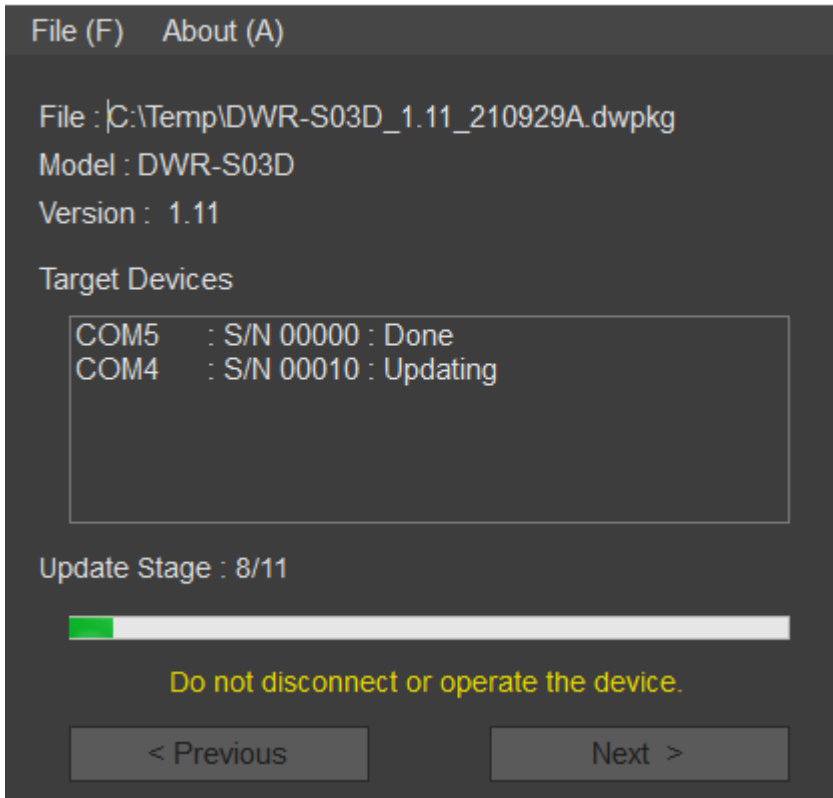 File (F) About (A)
File : C:\Temp\DWR-S03D_1.11_210929A.dwpkg
Model : DWR-S03D
Version : 1.11
Target Devices
COM5 : S/N 00000 : Done
COM4 : S/N 00010 : Updating
Update Stage : 8/11
Do not disconnect or operate the device.
< Previous Next >